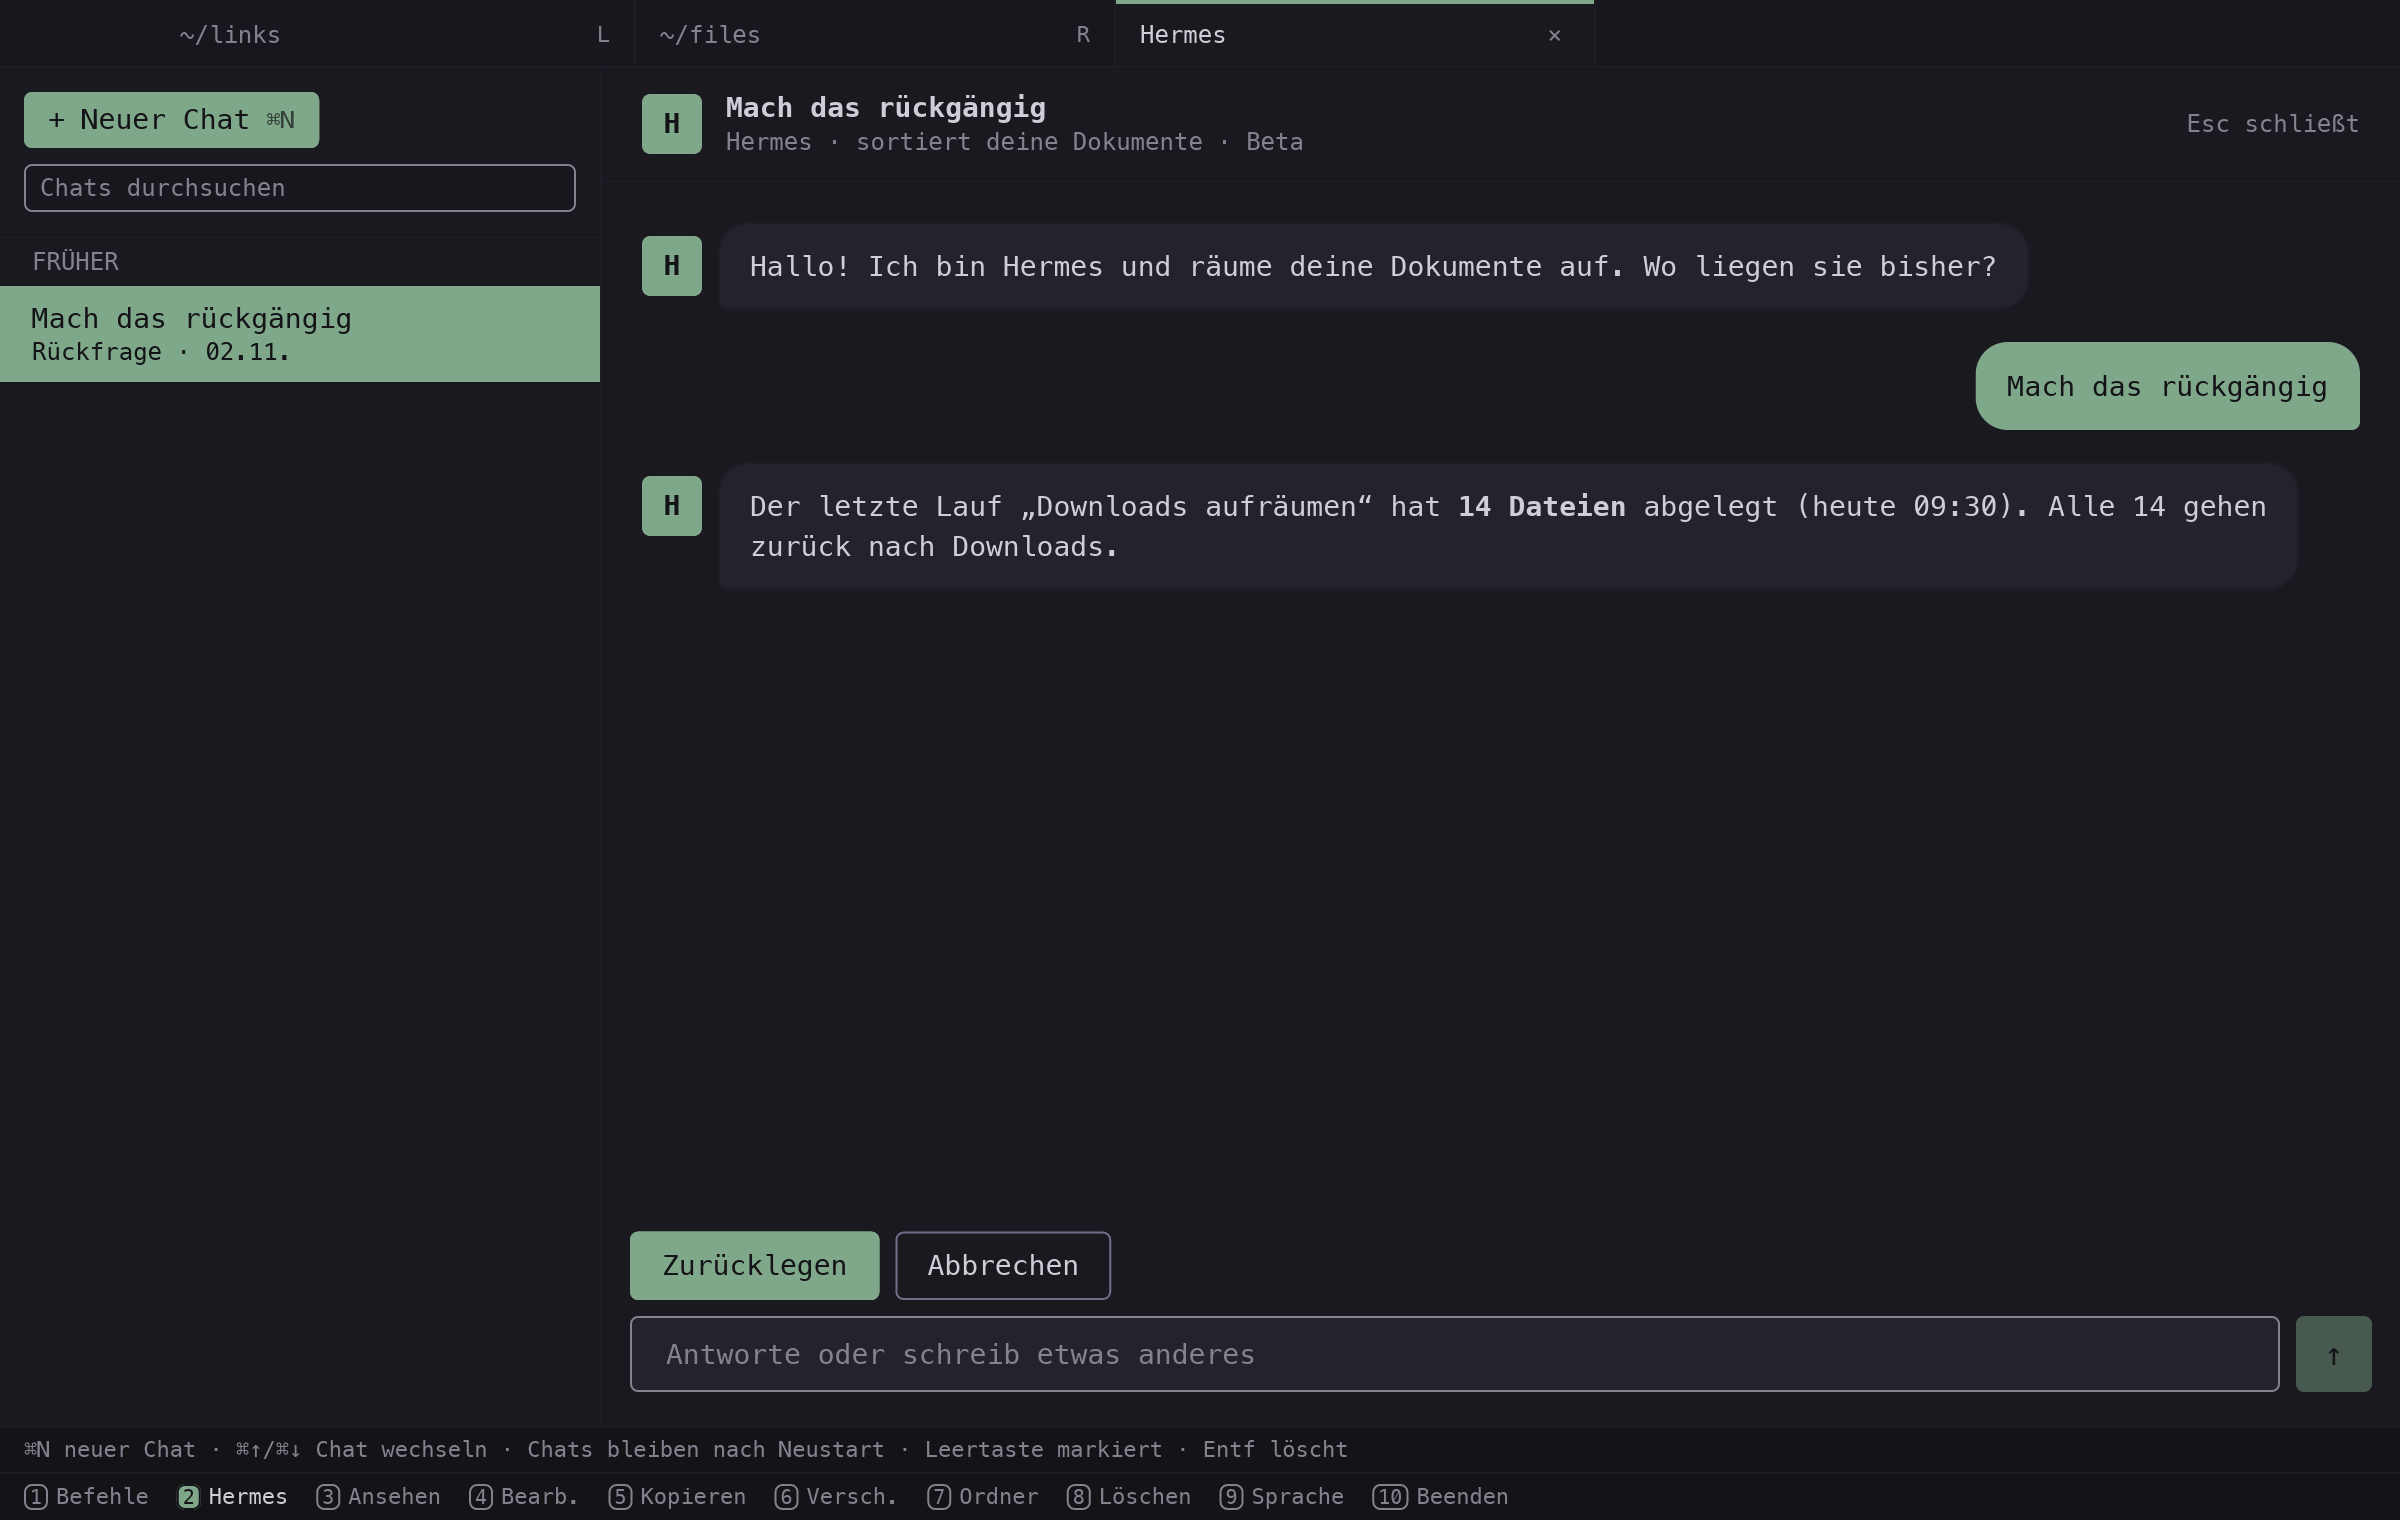 ~/links L ~/files R Hermes ×
+ Neuer Chat ⌘N
Chats durchsuchen
FRÜHER
Mach das rückgängig
Rückfrage · 02.11.
H
Mach das rückgängig
Hermes · sortiert deine Dokumente · Beta
Esc schließt
H
Hallo! Ich bin Hermes und räume deine Dokumente auf. Wo liegen sie bisher?
Mach das rückgängig
H
Der letzte Lauf „Downloads aufräumen“ hat 14 Dateien abgelegt (heute 09:30). Alle 14 gehen
zurück nach Downloads.
Zurücklegen Abbrechen
Antworte oder schreib etwas anderes ↑
⌘N neuer Chat · ⌘↑/⌘↓ Chat wechseln · Chats bleiben nach Neustart · Leertaste markiert · Entf löscht
1 Befehle 2 Hermes 3 Ansehen 4 Bearb. 5 Kopieren 6 Versch. 7 Ordner 8 Löschen 9 Sprache 10 Beenden